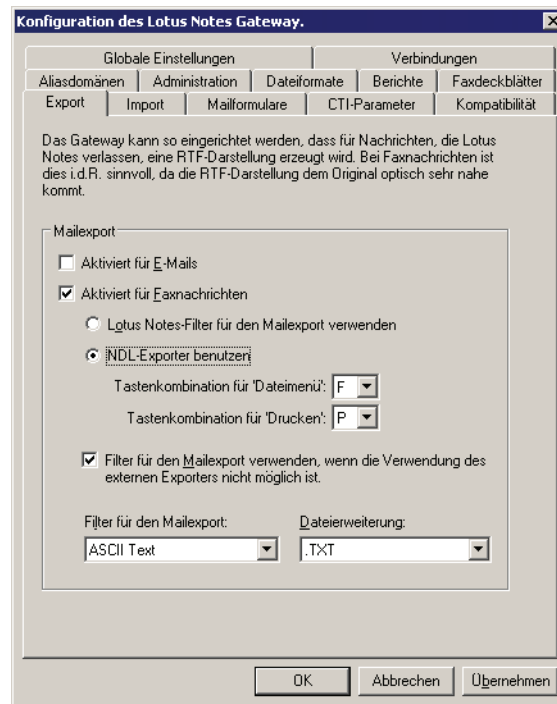 Konfiguration des Lotus Notes Gateway.
Globale Einstellungen
Verbindungen
Aliasdomänen
Administration
Dateiformate
Berichte
Faxdeckblätter
Export
Import
Mailformulare
CTI-Parameter
Kompatibilität
Das Gateway kann so eingerichtet werden, dass für Nachrichten, die Lotus
Notes verlassen, eine RTF-Darstellung erzeugt wird. Bei Faxnachrichten ist
dies i.d.R. sinnvoll, da die RTF-Darstellung dem Original optisch sehr nahe
kommt.
Mailexport
Aktiviert für E-Mails
Aktiviert für Faxnachrichten
Lotus Notes-Filter für den Mailexport verwenden
NDL-Exporter benutzen
Tastenkombination für 'Dateimenü': F
Tastenkombination für 'Drucken': P
Filter für den Mailexport verwenden, wenn die Verwendung des
externen Exporters nicht möglich ist.
Filter für den Mailexport:
Dateierweiterung:
ASCII Text
.TXT
OK
Abbrechen
Übernehmen